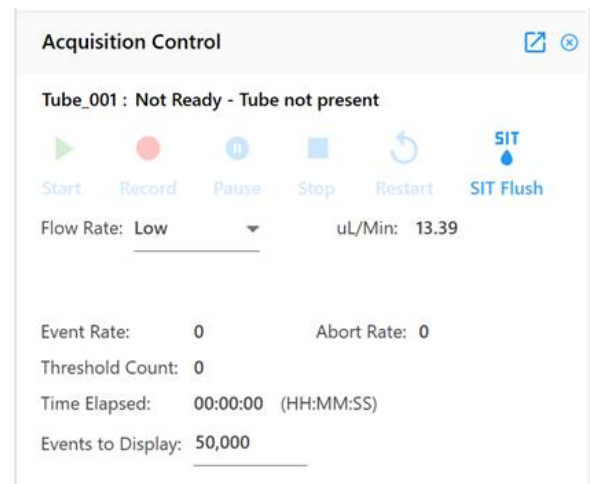 Acquisition Control
Tube_001 : Not Ready - Tube not present
SIT
Start Record Pause Stop Restart SIT Flush
Flow Rate: Low uL/Min: 13.39
Event Rate: 0 Abort Rate: 0
Threshold Count: 0
Time Elapsed: 00:00:00 (HH:MM:SS)
Events to Display: 50,000